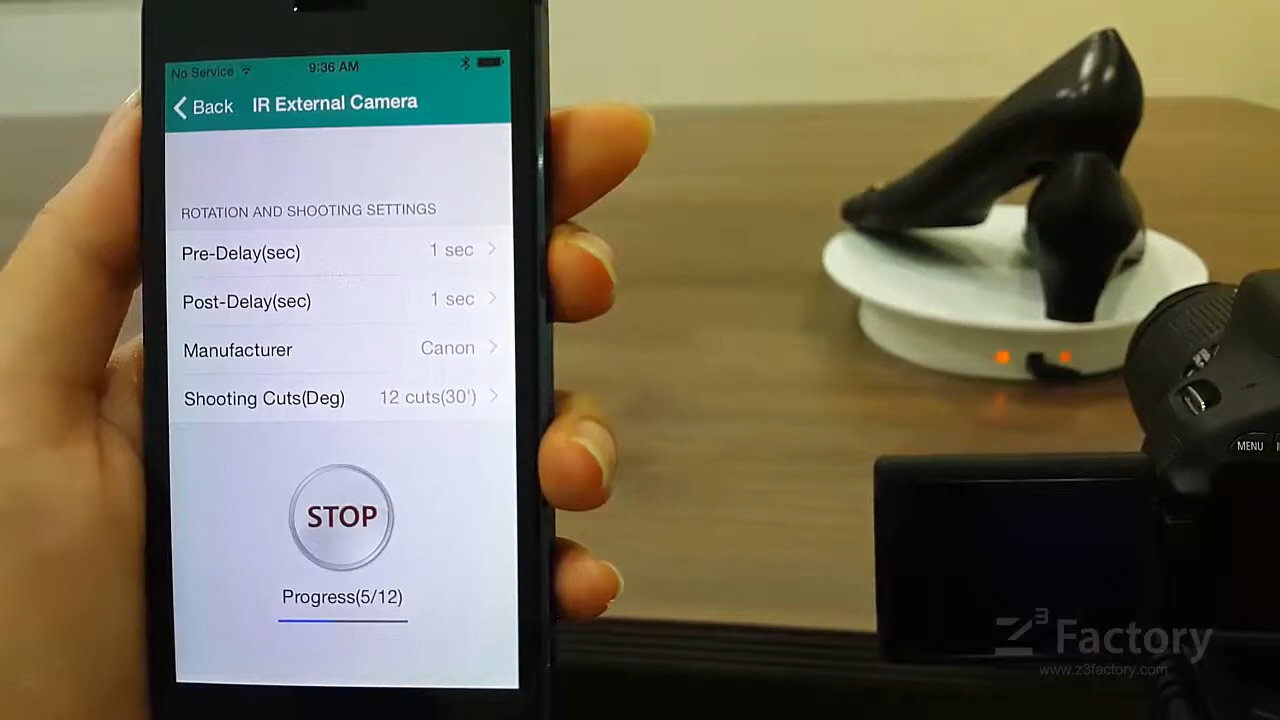 No Service 9:36 AM
Back IR External Camera
ROTATION AND SHOOTING SETTINGS
Pre-Delay(sec) 1 sec
Post-Delay(sec) 1 sec
Manufacturer Canon
Shooting Cuts(Deg) 12 cuts(30')
STOP
Progress(5/12)
MENU
Z3 Factory
www.z3factory.com